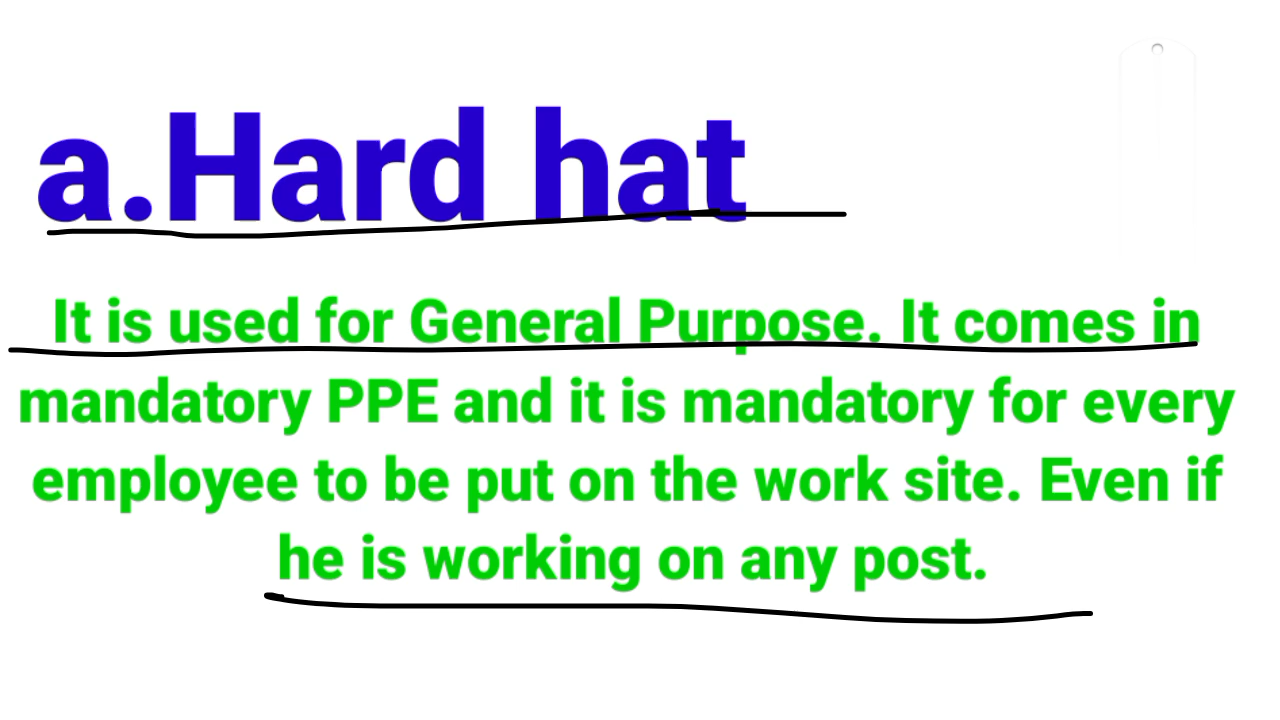 a.Hard hat
It is used for General Purpose. It comes in
mandatory PPE and it is mandatory for every
employee to be put on the work site. Even if
he is working on any post.